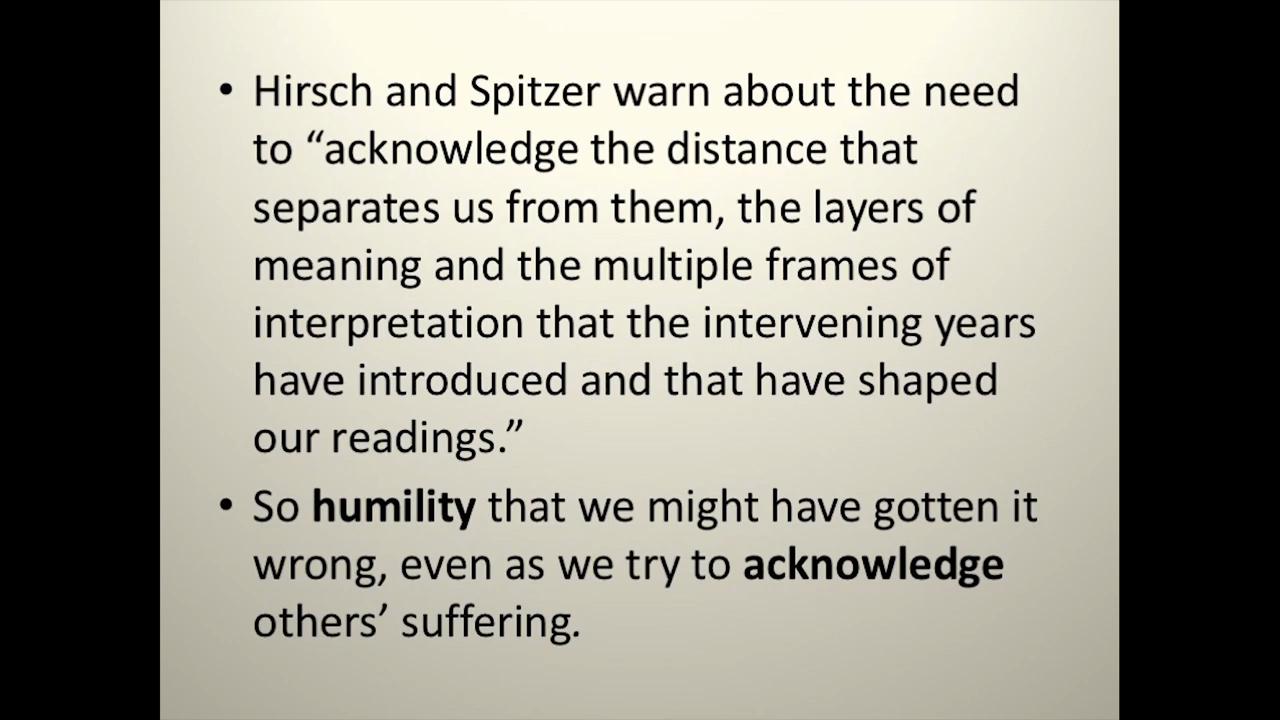 • Hirsch and Spitzer warn about the need
to “acknowledge the distance that
separates us from them, the layers of
meaning and the multiple frames of
interpretation that the intervening years
have introduced and that have shaped
our readings.”
• So humility that we might have gotten it
wrong, even as we try to acknowledge
others’ suffering.